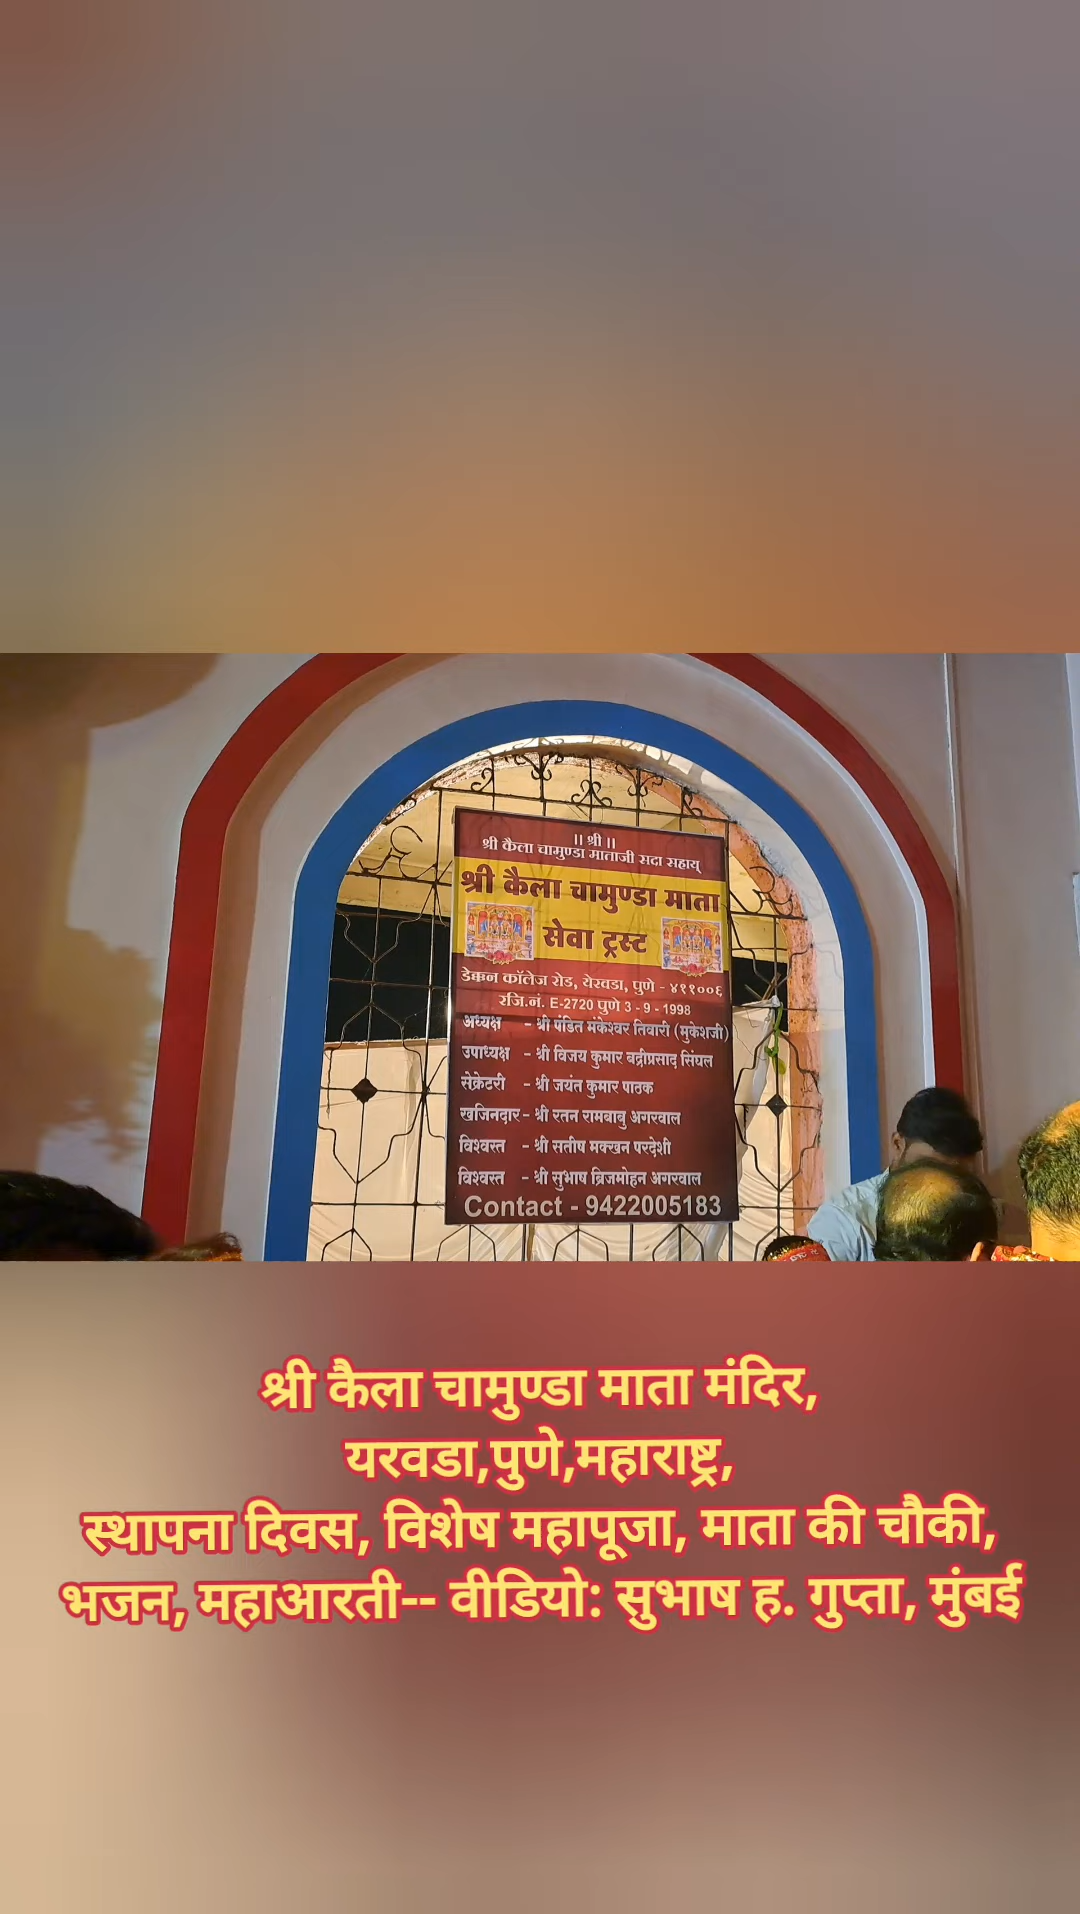 ॥ श्री ॥
श्री कैला चामुण्डा माताजी सदा सहाय्
श्री कैला चामुण्डा माता
सेवा ट्रस्ट
डेक्कन कॉलेज रोड, येरवडा, पुणे - ४११००६
रजि.नं. E-2720 पुणे 3 - 9 - 1998
अध्यक्ष - श्री पंडित मंकेश्वर तिवारी (मुकेशजी)
उपाध्यक्ष - श्री विजय कुमार बद्रीप्रसाद सिंघल
सेक्रेटरी - श्री जयंत कुमार पाठक
खजिनदार - श्री रतन रामबाबु अगरवाल
विश्वस्त - श्री सतीष मक्खन परदेशी
विश्वस्त - श्री सुभाष ब्रिजमोहन अगरवाल
Contact - 9422005183
श्री कैला चामुण्डा माता मंदिर,
यरवडा,पुणे,महाराष्ट्र,
स्थापना दिवस, विशेष महापूजा, माता की चौकी,
भजन, महाआरती-- वीडियो: सुभाष ह. गुप्ता, मुंबई